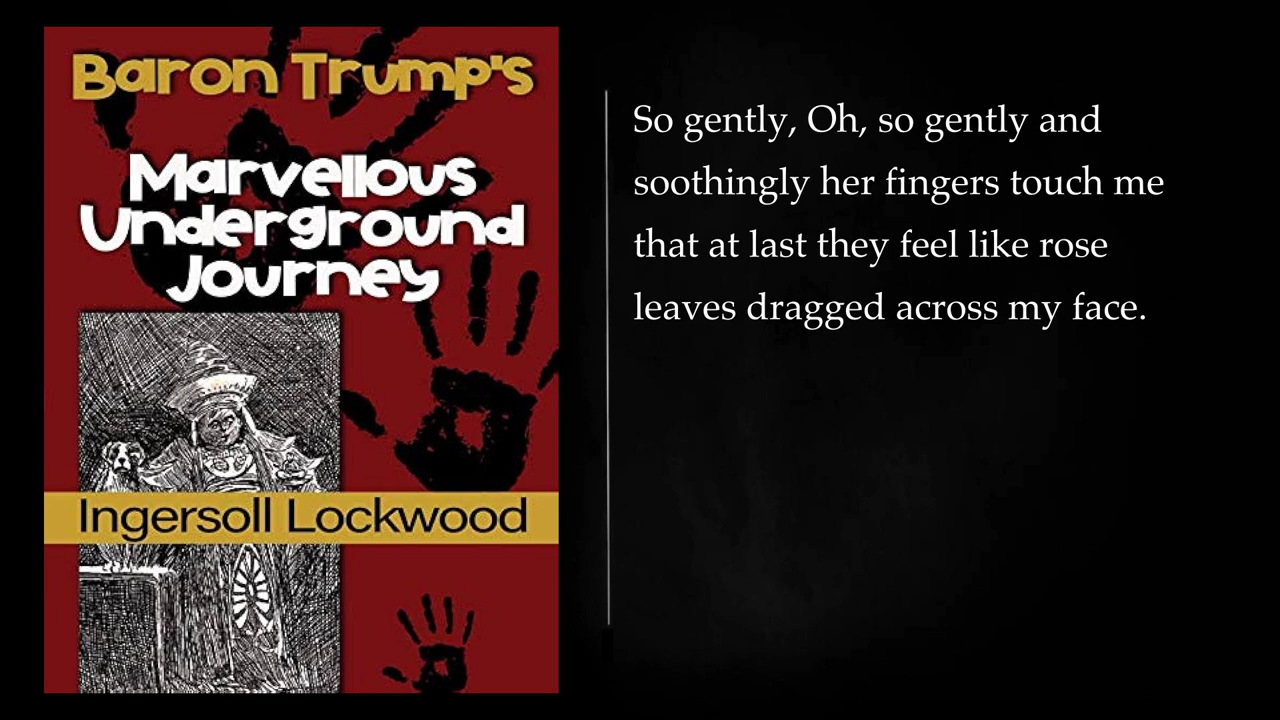 Baron Trump's
Marvellous
Underground
Journey
Ingersoll Lockwood
So gently, Oh, so gently and
soothingly her fingers touch me
that at last they feel like rose
leaves dragged across my face.